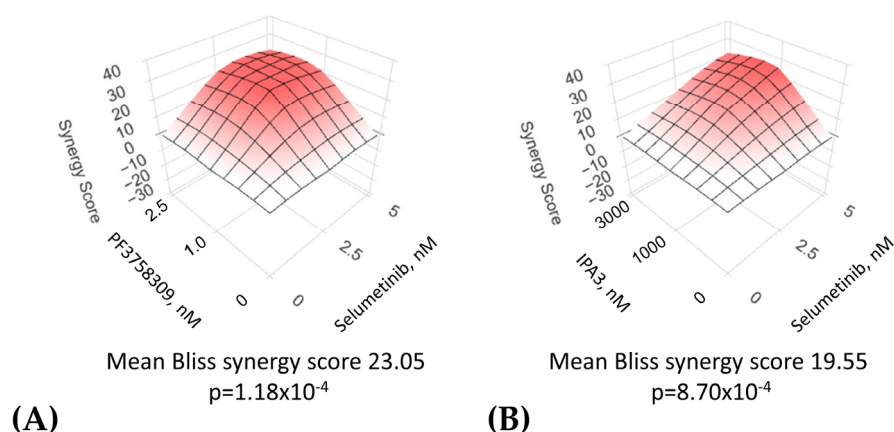 40
30
20
10
0
−10
−20
−30
Synergy Score
2.5
1.0
0
PF3758309, nM
0
2.5
5
Selumetinib, nM
Mean Bliss synergy score 23.05
p=1.18x10-4
(A)
40
30
20
10
0
−10
−20
−30
Synergy Score
3000
1000
0
IPA3, nM
0
2.5
5
Selumetinib, nM
Mean Bliss synergy score 19.55
p=8.70x10-4
(B)